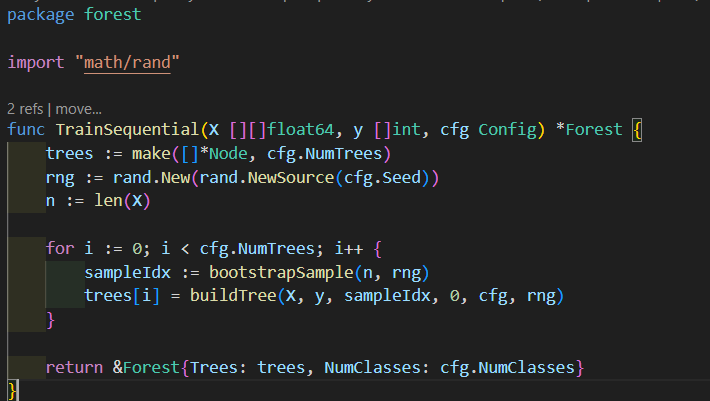 package forest
import "math/rand"
2 refs | move...
func TrainSequential(X [][]float64, y []int, cfg Config) *Forest {
    trees := make([]*Node, cfg.NumTrees)
    rng := rand.New(rand.NewSource(cfg.Seed))
    n := len(X)
    for i := 0; i < cfg.NumTrees; i++ {
        sampleIdx := bootstrapSample(n, rng)
        trees[i] = buildTree(X, y, sampleIdx, 0, cfg, rng)
    }
    return &Forest{Trees: trees, NumClasses: cfg.NumClasses}
}